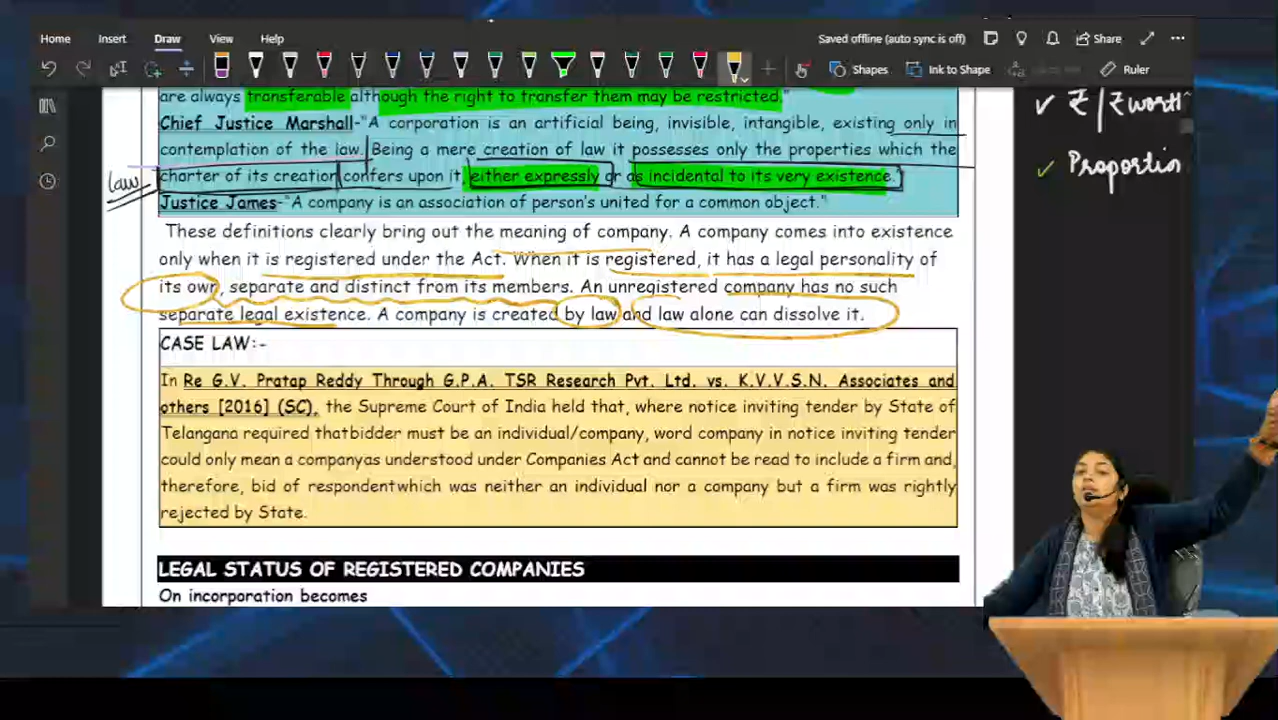 Home Insert Draw View Help Saved offline (auto sync is off) Share
Shapes Ink to Shape Ruler
are always transferable although the right to transfer them may be restricted."
Chief Justice Marshall-"A corporation is an artificial being, invisible, intangible, existing only in
contemplation of the law. Being a mere creation of law it possesses only the properties which the
charter of its creation confers upon it, either expressly or as incidental to its very existence."
Justice James-"A company is an association of person's united for a common object."
These definitions clearly bring out the meaning of company. A company comes into existence
only when it is registered under the Act. When it is registered, it has a legal personality of
its own, separate and distinct from its members. An unregistered company has no such
separate legal existence. A company is created by law and law alone can dissolve it.
CASE LAW:-
In Re G.V. Pratap Reddy Through G.P.A. TSR Research Pvt. Ltd. vs. K.V.V.S.N. Associates and
others [2016] (SC), the Supreme Court of India held that, where notice inviting tender by State of
Telangana required thatbidder must be an individual/company, word company in notice inviting tender
could only mean a companyas understood under Companies Act and cannot be read to include a firm and,
therefore, bid of respondentwhich was neither an individual nor a company but a firm was rightly
rejected by State.
LEGAL STATUS OF REGISTERED COMPANIES
On incorporation becomes
law
✓ ₹/₹ worth
✓ Proportion